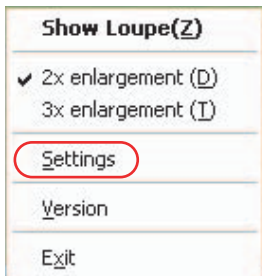 Show Loupe(Z)
✔ 2x enlargement (D)
3x enlargement (T)
Settings
Version
Exit